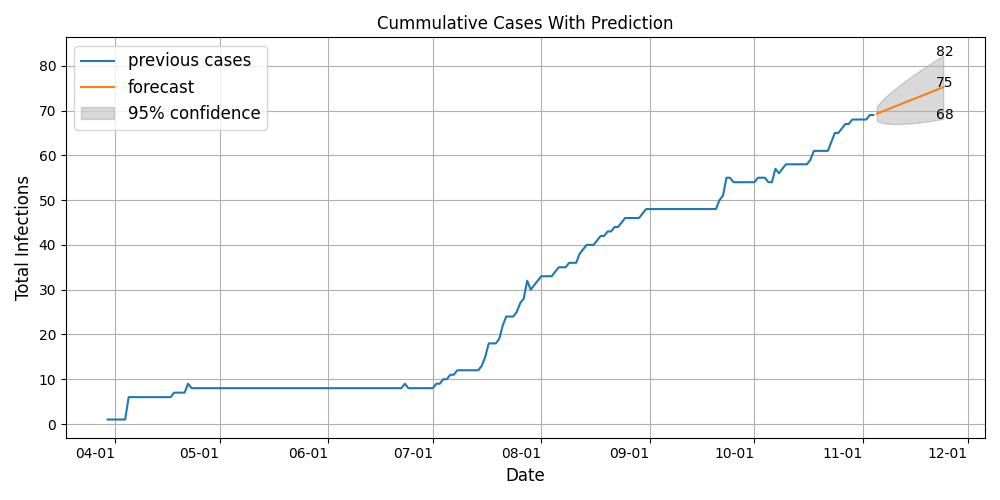 Cummulative Cases With Prediction
previous cases
forecast
95% confidence
82
75
68
80
70
60
50
40
30
20
10
0
Total Infections
04-01 05-01 06-01 07-01 08-01 09-01 10-01 11-01 12-01
Date